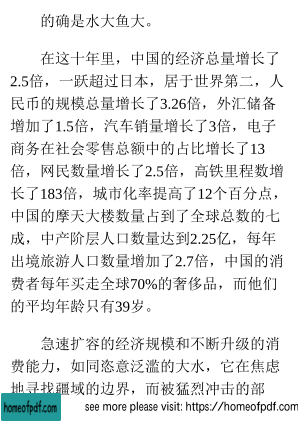 的确是水大鱼大。
在这十年里，中国的经济总量增长了
2.5倍，一跃超过日本，居于世界第二，人
民币的规模总量增长了3.26倍，外汇储备
增加了1.5倍，汽车销量增长了3倍，电子
商务在社会零售总额中的占比增长了13
倍，网民数量增长了2.5倍，高铁里程数增
长了183倍，城市化率提高了12个百分点，
中国的摩天大楼数量占到了全球总数的七
成，中产阶层人口数量达到2.25亿，每年
出境旅游人口数量增加了2.7倍，中国的消
费者每年买走全球70%的奢侈品，而他们
的平均年龄只有39岁。
急速扩容的经济规模和不断升级的消
费能力，如同恣意泛滥的大水，它在焦虑
地寻找疆域的边界，而被猛烈冲击的部
homeofpdf.com
see more please visit: https://homeofpdf.com